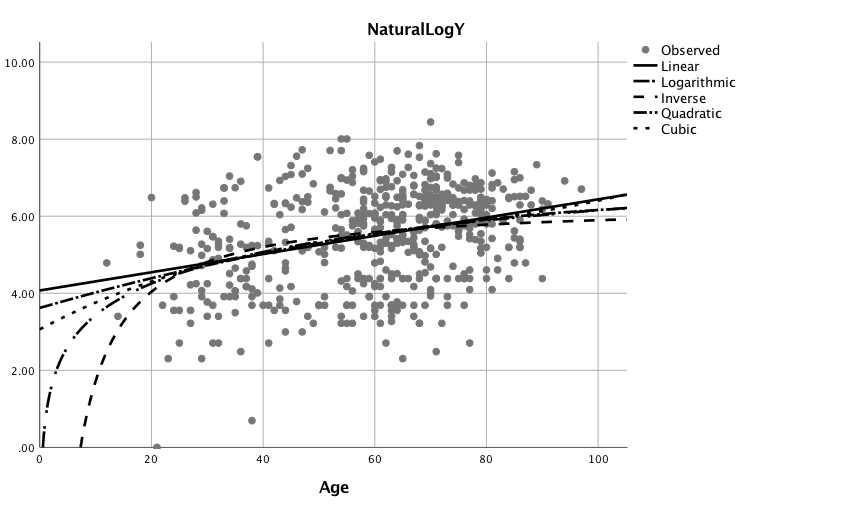 NaturalLogY
10.00
8.00
6.00
4.00
2.00
.00
0 20 40 60 80 100
Age
Observed
Linear
Logarithmic
Inverse
Quadratic
Cubic